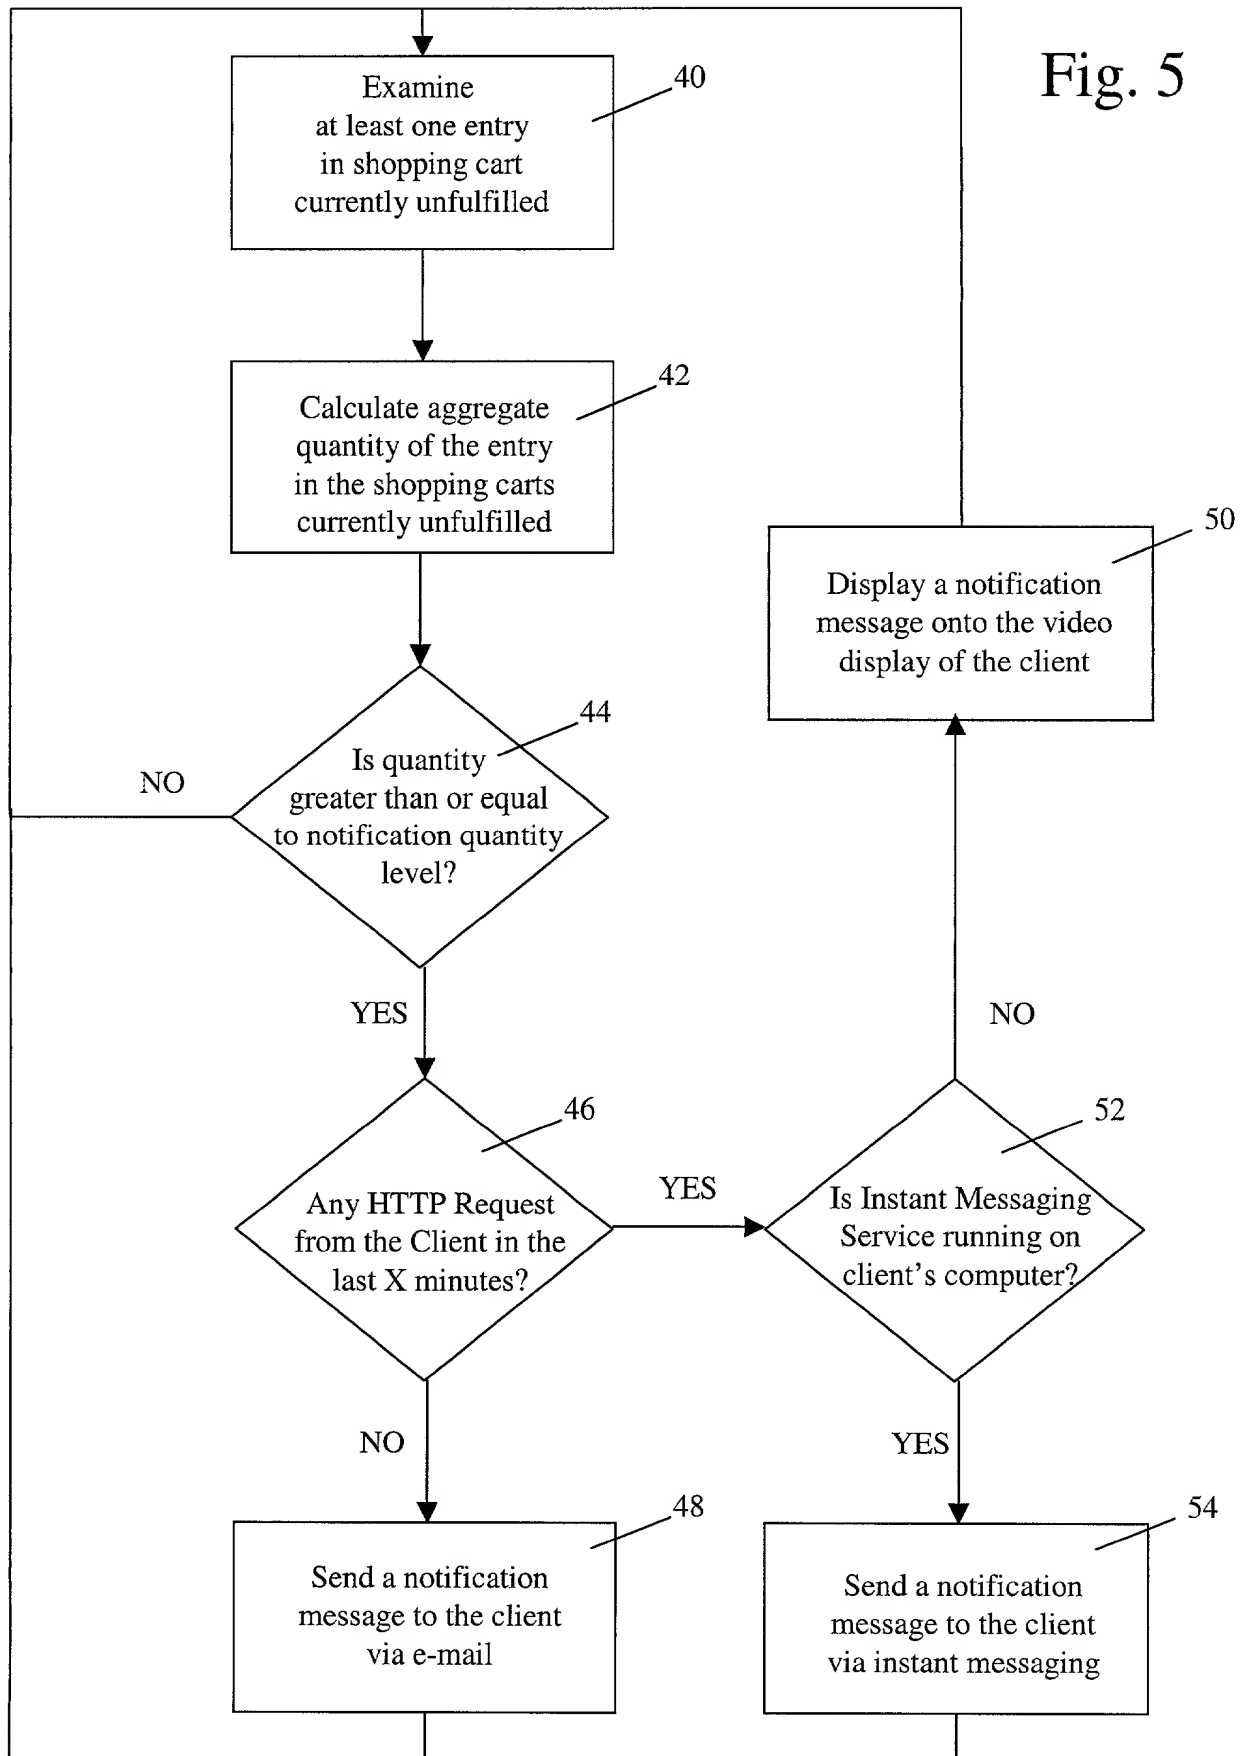 Fig. 5
40
Examine
at least one entry
in shopping cart
currently unfulfilled
42
Calculate aggregate
quantity of the entry
in the shopping carts
currently unfulfilled
50
Display a notification
message onto the video
display of the client
44
Is quantity
greater than or equal
to notification quantity
level?
NO
YES
NO
46
Any HTTP Request
from the Client in the
last X minutes?
YES
52
Is Instant Messaging
Service running on
client's computer?
NO
YES
48
Send a notification
message to the client
via e-mail
54
Send a notification
message to the client
via instant messaging